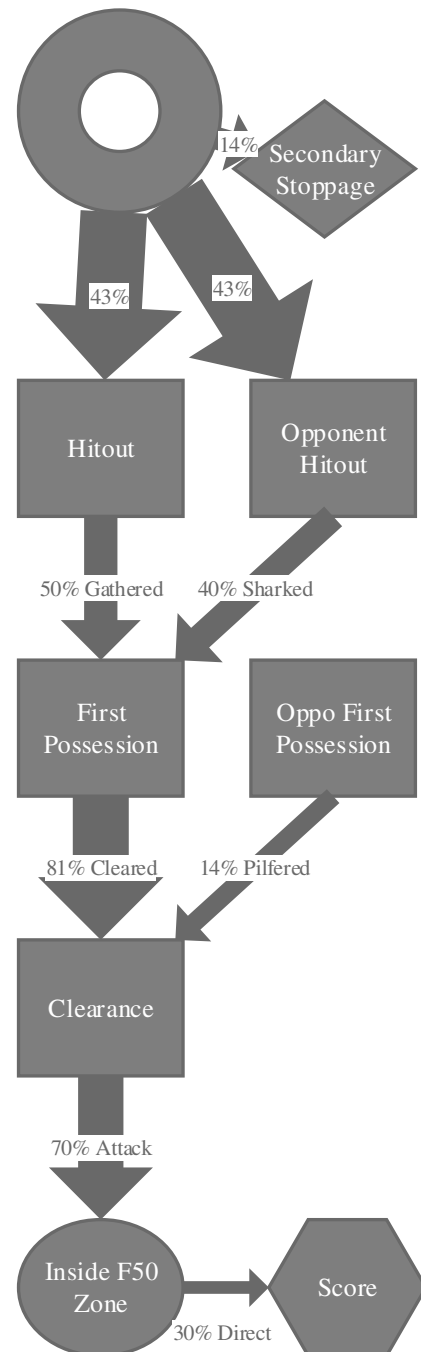 14%
Secondary
Stoppage
43%
43%
Hitout
Opponent
Hitout
50% Gathered
40% Sharked
First
Possession
Oppo First
Possession
81% Cleared
14% Pilfered
Clearance
70% Attack
Inside F50
Zone
Score
30% Direct